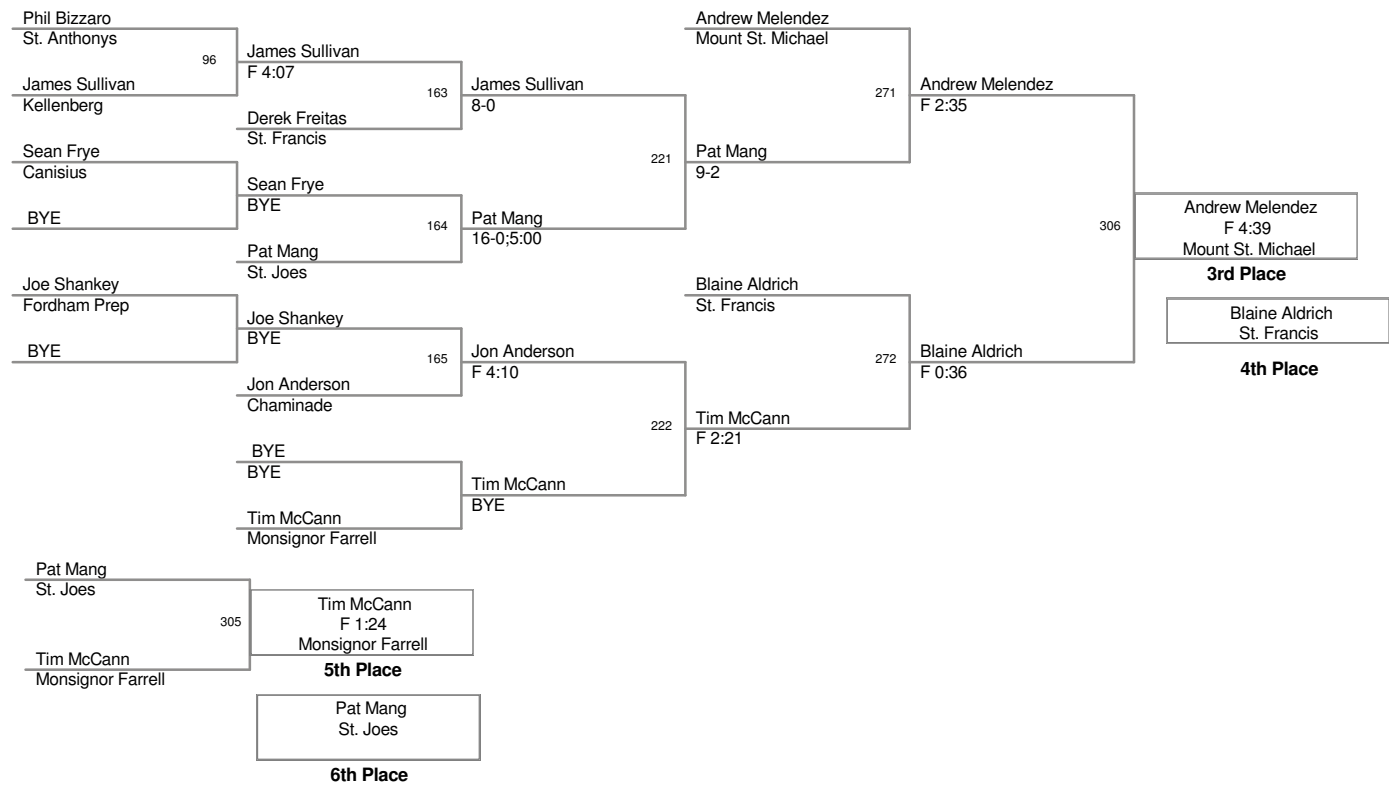 Phil Bizzaro
St. Anthonys
96
James Sullivan
Kellenberg
James Sullivan
F 4:07
163
Derek Freitas
St. Francis
James Sullivan
8-0
Sean Frye
Canisius
BYE
Sean Frye
BYE
164
Pat Mang
St. Joes
Pat Mang
16-0;5:00
221
Joe Shankey
Fordham Prep
BYE
Joe Shankey
BYE
165
Jon Anderson
Chaminade
Jon Anderson
F 4:10
222
BYE
BYE
Tim McCann
Monsignor Farrell
Tim McCann
BYE
Andrew Melendez
Mount St. Michael
271
Pat Mang
9-2
Andrew Melendez
F 2:35
306
Blaine Aldrich
St. Francis
272
Tim McCann
F 2:21
Blaine Aldrich
F 0:36
Andrew Melendez
F 4:39
Mount St. Michael
3rd Place
Blaine Aldrich
St. Francis
4th Place
Pat Mang
St. Joes
305
Tim McCann
Monsignor Farrell
Tim McCann
F 1:24
Monsignor Farrell
5th Place
Pat Mang
St. Joes
6th Place